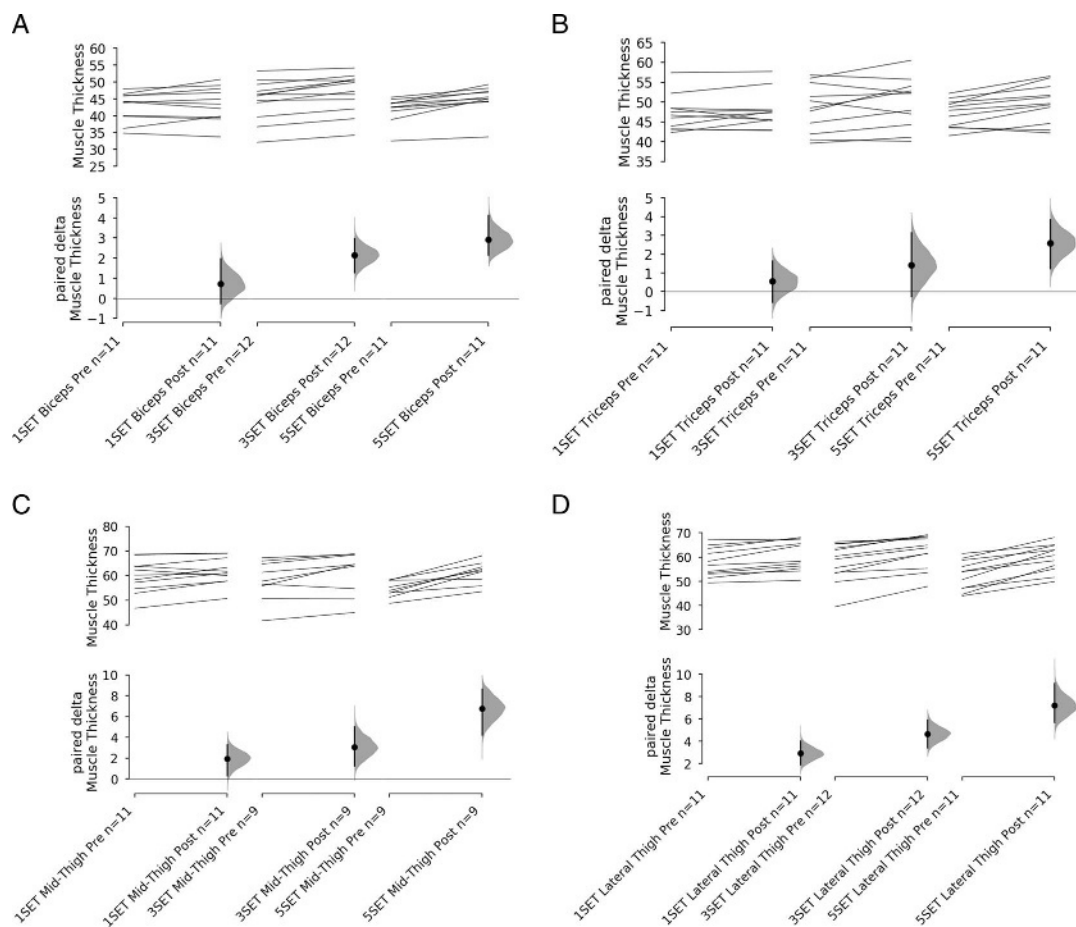 A
Muscle Thickness
60
55
50
45
40
35
30
25
paired delta
Muscle Thickness
5
4
3
2
1
0
−1
1SET Biceps Pre n=11
1SET Biceps Post n=11
3SET Biceps Pre n=12
3SET Biceps Post n=12
5SET Biceps Pre n=11
5SET Biceps Post n=11
B
Muscle Thickness
65
60
55
50
45
40
35
paired delta
Muscle Thickness
5
4
3
2
1
0
−1
1SET Triceps Pre n=11
1SET Triceps Post n=11
3SET Triceps Pre n=11
3SET Triceps Post n=11
5SET Triceps Pre n=11
5SET Triceps Post n=11
C
Muscle Thickness
80
70
60
50
40
paired delta
Muscle Thickness
10
8
6
4
2
0
1SET Mid-Thigh Pre n=11
1SET Mid-Thigh Post n=11
3SET Mid-Thigh Pre n=9
3SET Mid-Thigh Post n=9
5SET Mid-Thigh Pre n=9
5SET Mid-Thigh Post n=9
D
Muscle Thickness
70
60
50
40
30
paired delta
Muscle Thickness
10
8
6
4
2
1SET Lateral Thigh Pre n=11
1SET Lateral Thigh Post n=11
3SET Lateral Thigh Pre n=12
3SET Lateral Thigh Post n=12
5SET Lateral Thigh Pre n=11
5SET Lateral Thigh Post n=11